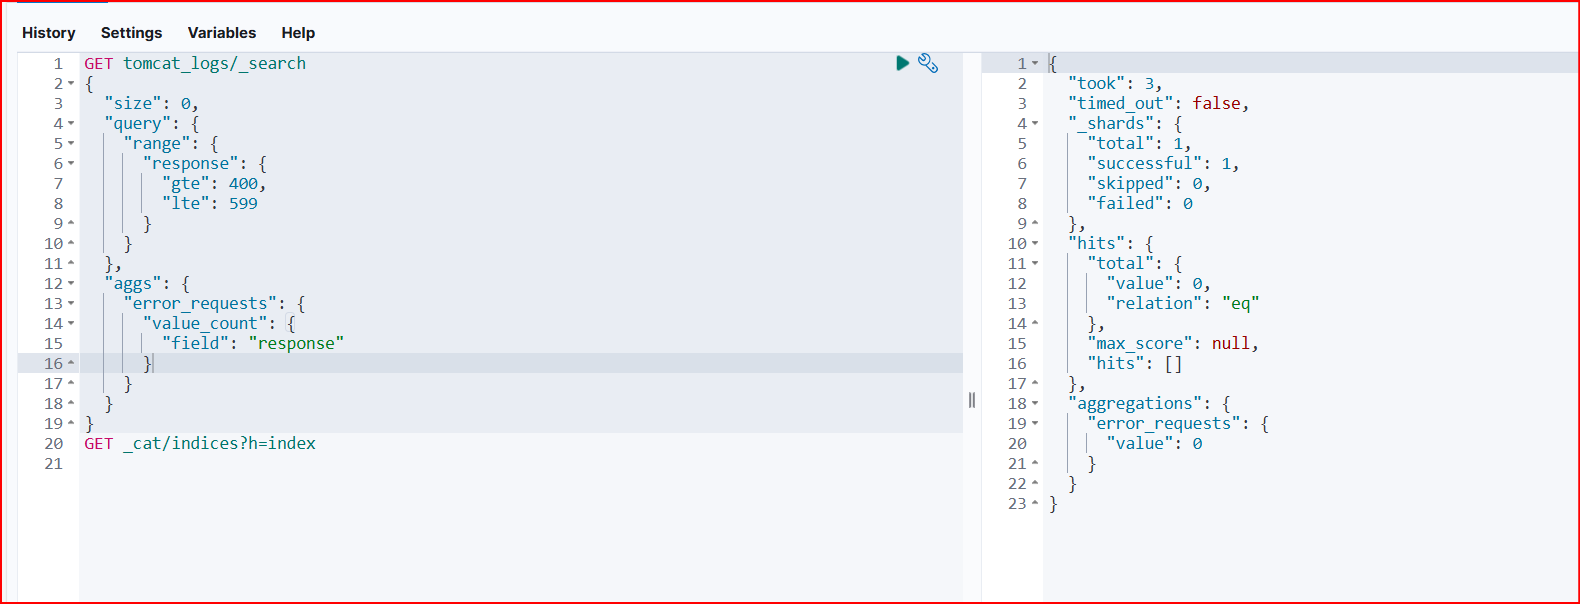 History Settings Variables Help
1 GET tomcat_logs/_search
2 {
3 "size": 0,
4 "query": {
5 "range": {
6 "response": {
7 "gte": 400,
8 "lte": 599
9 }
10 }
11 },
12 "aggs": {
13 "error_requests": {
14 "value_count": {
15 "field": "response"
16 }
17 }
18 }
19 }
20 GET _cat/indices?h=index
21
1 {
2 "took": 3,
3 "timed_out": false,
4 "_shards": {
5 "total": 1,
6 "successful": 1,
7 "skipped": 0,
8 "failed": 0
9 },
10 "hits": {
11 "total": {
12 "value": 0,
13 "relation": "eq"
14 },
15 "max_score": null,
16 "hits": []
17 },
18 "aggregations": {
19 "error_requests": {
20 "value": 0
21 }
22 }
23 }